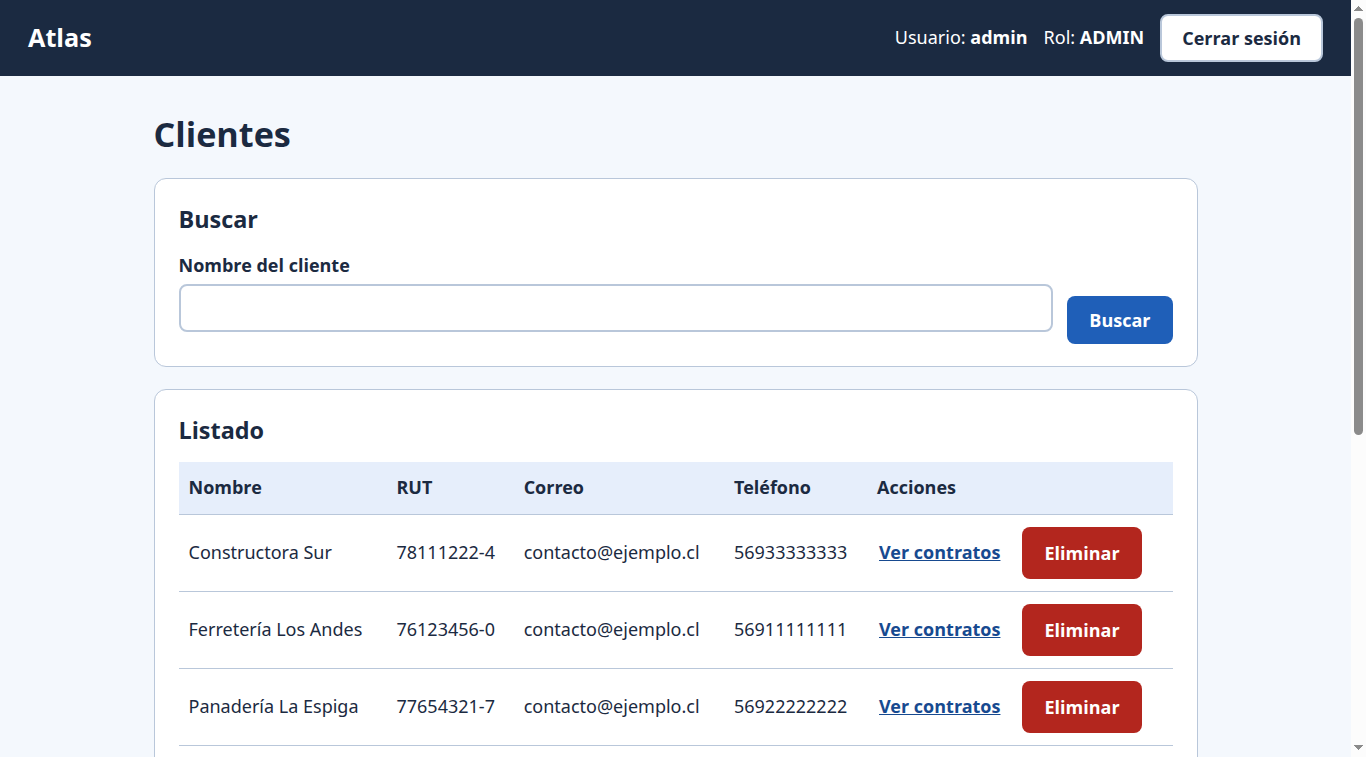 Atlas
Usuario: admin Rol: ADMIN Cerrar sesión
Clientes
Buscar
Nombre del cliente
Buscar
Listado
Nombre RUT Correo Teléfono Acciones
Constructora Sur 78111222-4 contacto@ejemplo.cl 56933333333 Ver contratos Eliminar
Ferretería Los Andes 76123456-0 contacto@ejemplo.cl 56911111111 Ver contratos Eliminar
Panadería La Espiga 77654321-7 contacto@ejemplo.cl 56922222222 Ver contratos Eliminar